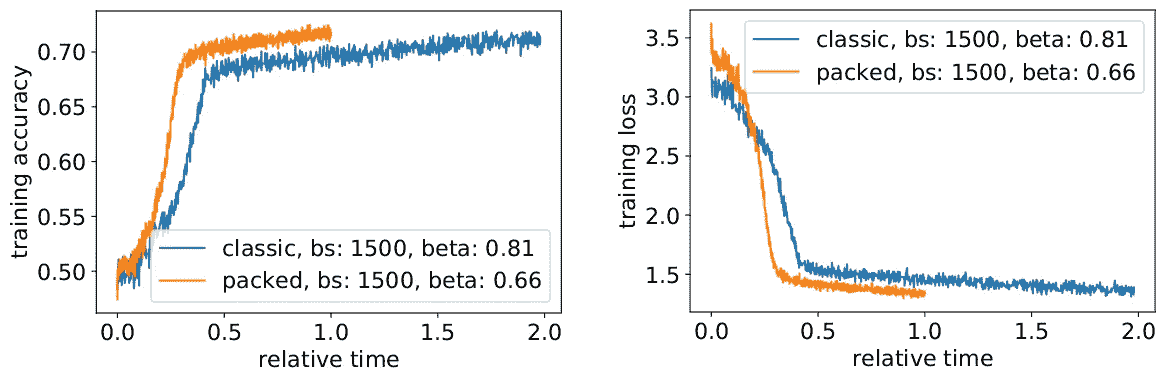 training accuracy
0.70
0.65
0.60
0.55
0.50
classic, bs: 1500, beta: 0.81
packed, bs: 1500, beta: 0.66
0.0 0.5 1.0 1.5 2.0
relative time
training loss
3.5
3.0
2.5
2.0
1.5
classic, bs: 1500, beta: 0.81
packed, bs: 1500, beta: 0.66
0.0 0.5 1.0 1.5 2.0
relative time